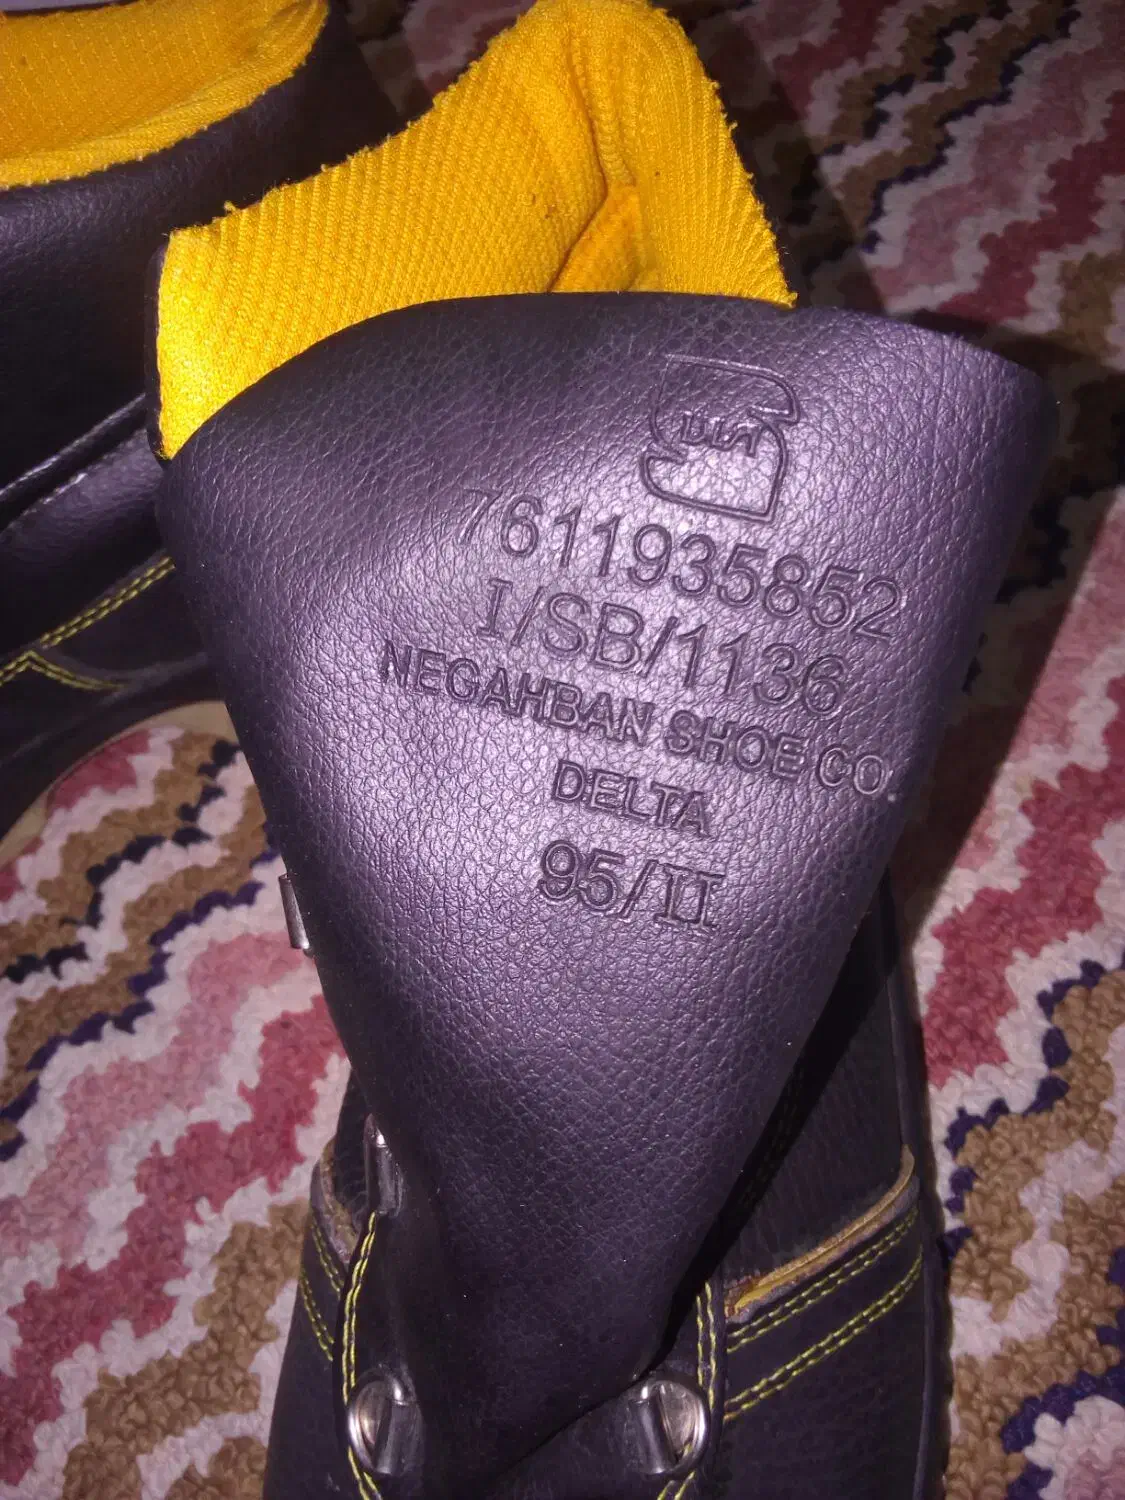 7611935852
I/SB/1136
NEGAHBAN SHOE CO.
DELTA
95/II